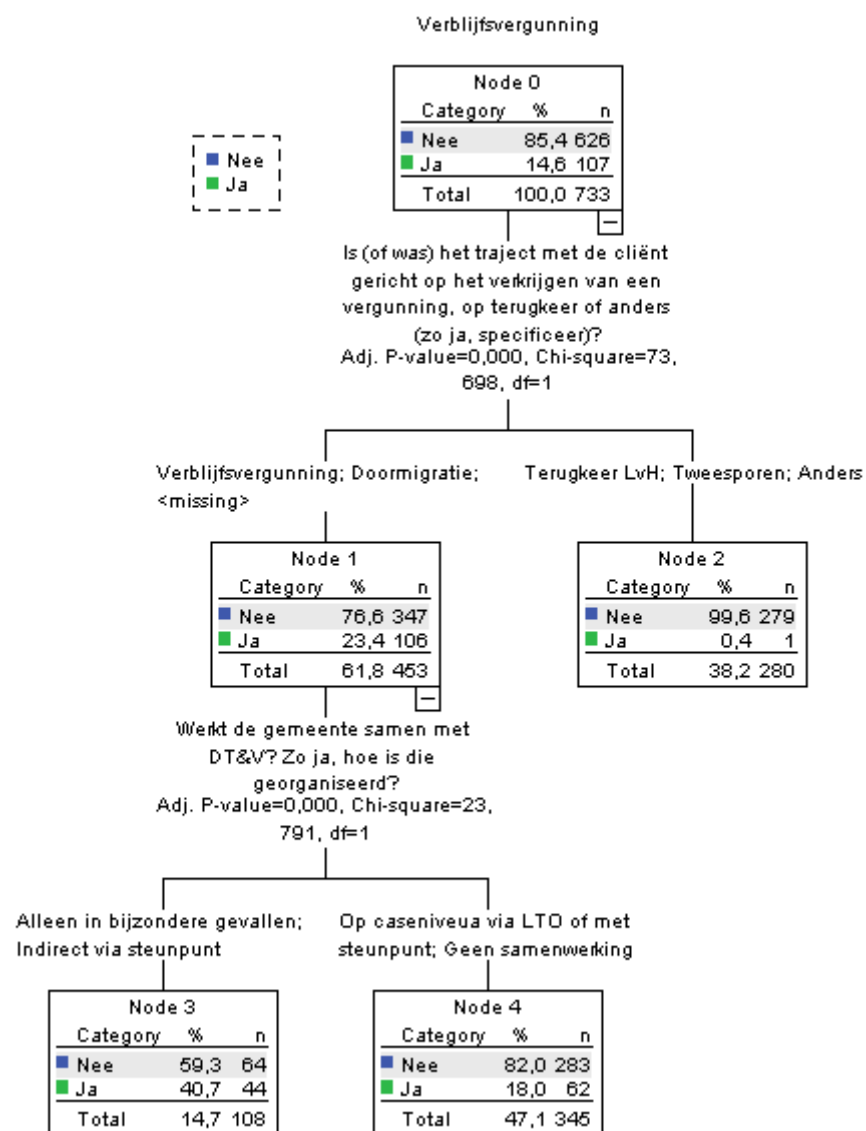 Verblijfsvergunning
Nee
Ja
Node 0
Category % n
Nee 85,4 626
Ja 14,6 107
Total 100,0 733
Is (of was) het traject met de cliënt
gericht op het verkrijgen van een
vergunning, op terugkeer of anders
(zo ja, specificeer)?
Adj. P-value=0,000, Chi-square=73,
698, df=1
Verblijfsvergunning; Doormigratie;
<missing>
Terugkeer LvH; Tweesporen; Anders
Node 1
Category % n
Nee 76,6 347
Ja 23,4 106
Total 61,8 453
Node 2
Category % n
Nee 99,6 279
Ja 0,4 1
Total 38,2 280
Werkt de gemeente samen met
DT&V? Zo ja, hoe is die
georganiseerd?
Adj. P-value=0,000, Chi-square=23,
791, df=1
Alleen in bijzondere gevallen;
Indirect via steunpunt
Op caseniveua via LTO of met
steunpunt; Geen samenwerking
Node 3
Category % n
Nee 59,3 64
Ja 40,7 44
Total 14,7 108
Node 4
Category % n
Nee 82,0 283
Ja 18,0 62
Total 47,1 345